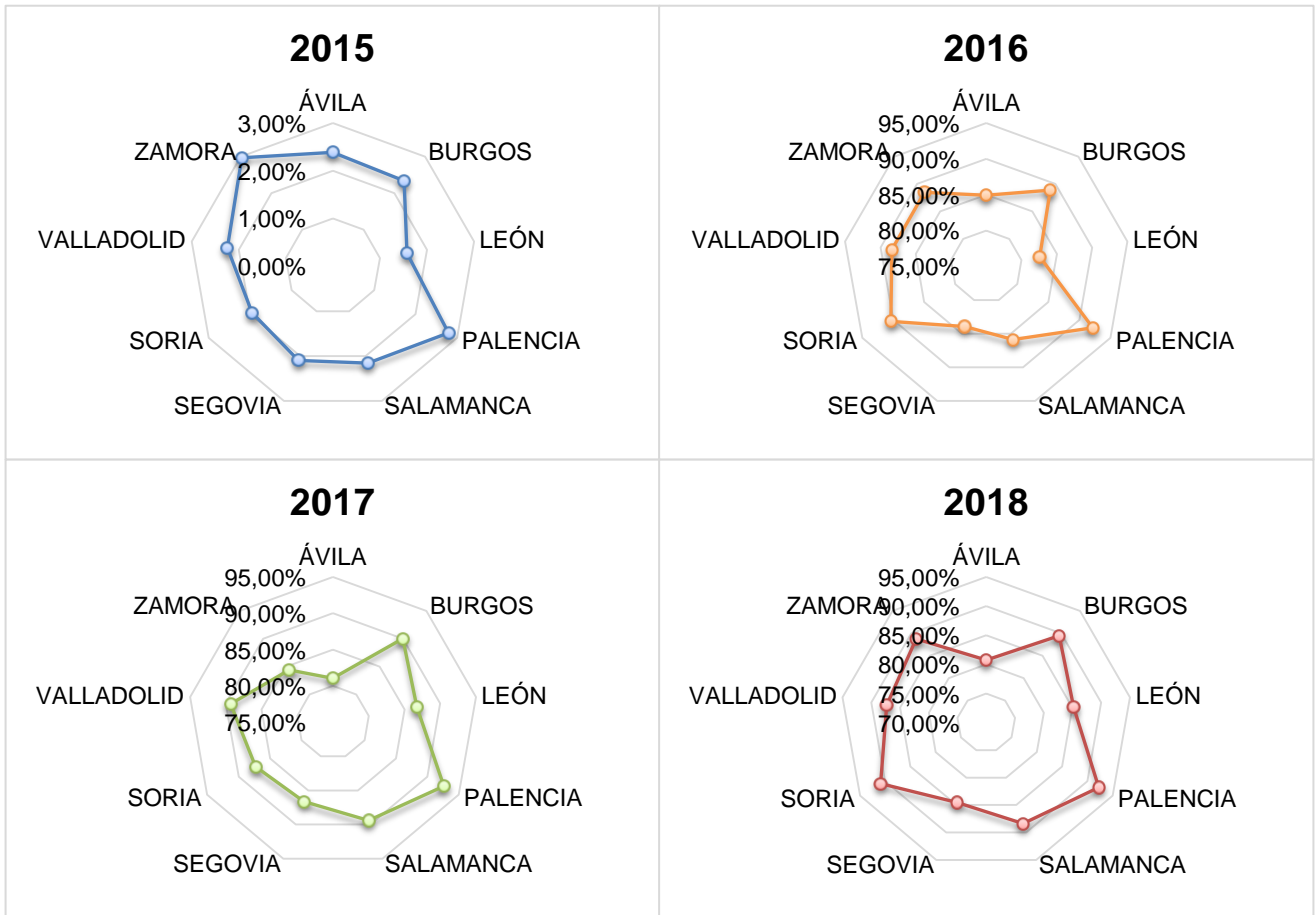 2015
ÁVILA
3,00%
ZAMORA
BURGOS
2,00%
1,00%
VALLADOLID
LEÓN
0,00%
SORIA
PALENCIA
SEGOVIA
SALAMANCA
2016
ÁVILA
95,00%
ZAMORA
BURGOS
90,00%
85,00%
80,00%
VALLADOLID
LEÓN
75,00%
SORIA
PALENCIA
SEGOVIA
SALAMANCA
2017
ÁVILA
95,00%
ZAMORA
BURGOS
90,00%
85,00%
80,00%
VALLADOLID
LEÓN
75,00%
SORIA
PALENCIA
SEGOVIA
SALAMANCA
2018
ÁVILA
95,00%
ZAMORA
BURGOS
90,00%
85,00%
80,00%
VALLADOLID
LEÓN
75,00%
70,00%
SORIA
PALENCIA
SEGOVIA
SALAMANCA